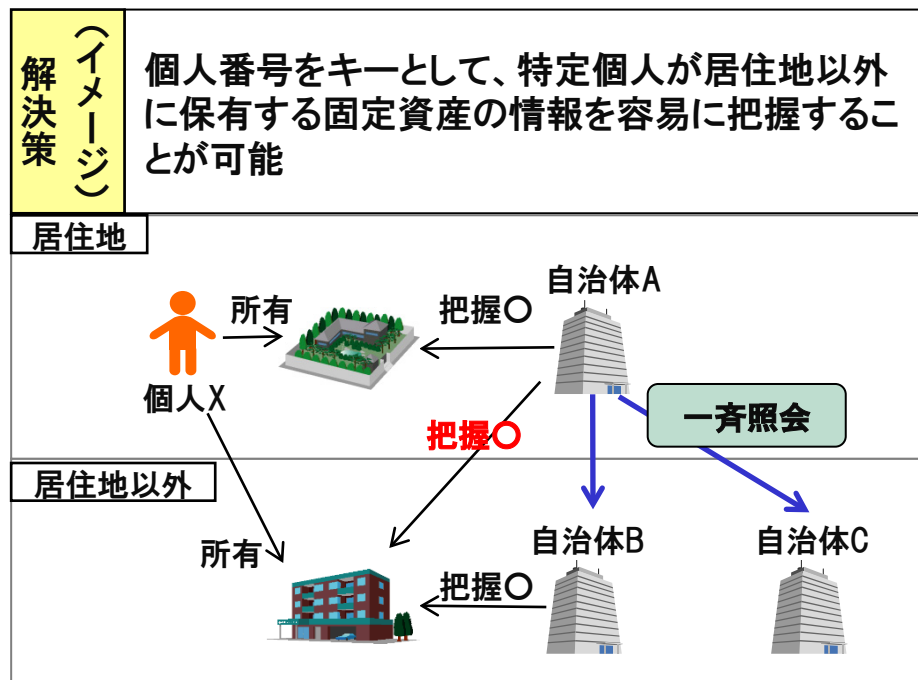 解決策
（イメージ）
個人番号をキーとして、特定個人が居住地以外
に保有する固定資産の情報を容易に把握するこ
とが可能
居住地
自治体A
所有
把握〇
個人X
一斉照会
把握〇
居住地以外
自治体B
自治体C
所有
把握〇